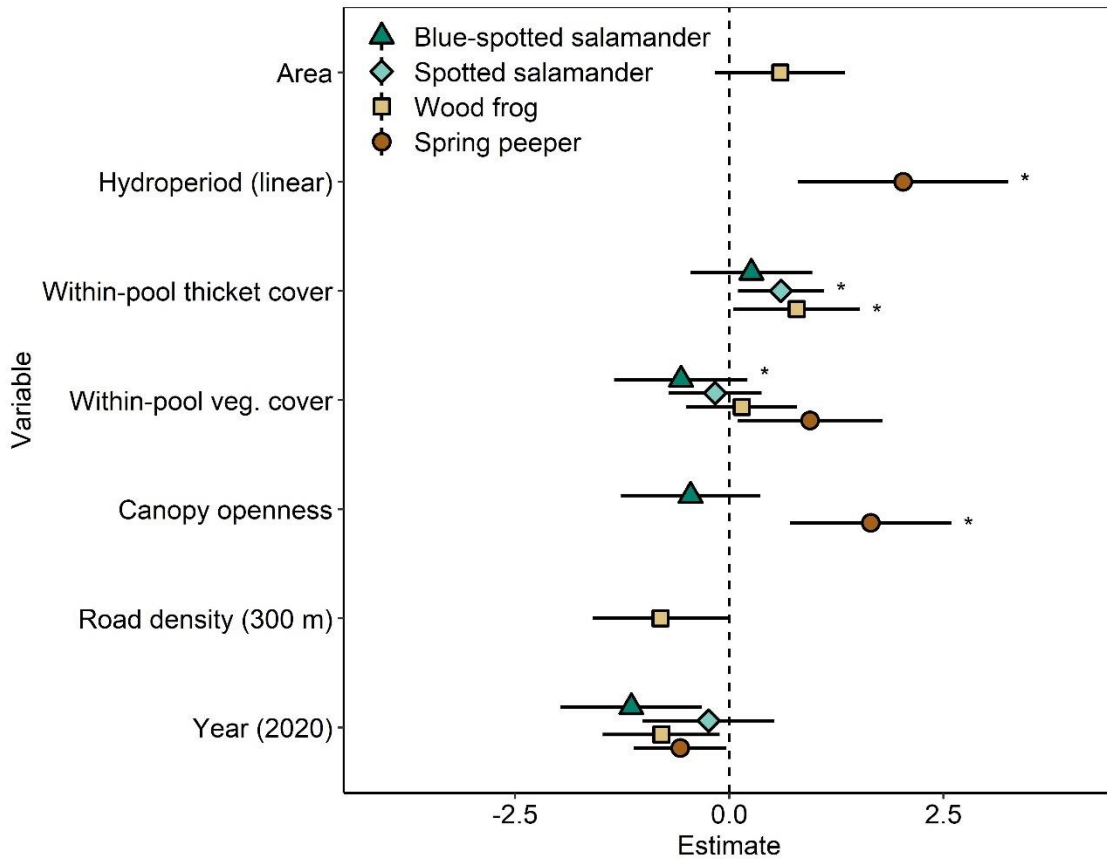 Blue-spotted salamander
Spotted salamander
Wood frog
Spring peeper
Area
Hydroperiod (linear)
*
Within-pool thicket cover
*
*
Within-pool veg. cover
*
Canopy openness
*
Road density (300 m)
Year (2020)
Variable
-2.5
0.0
2.5
Estimate